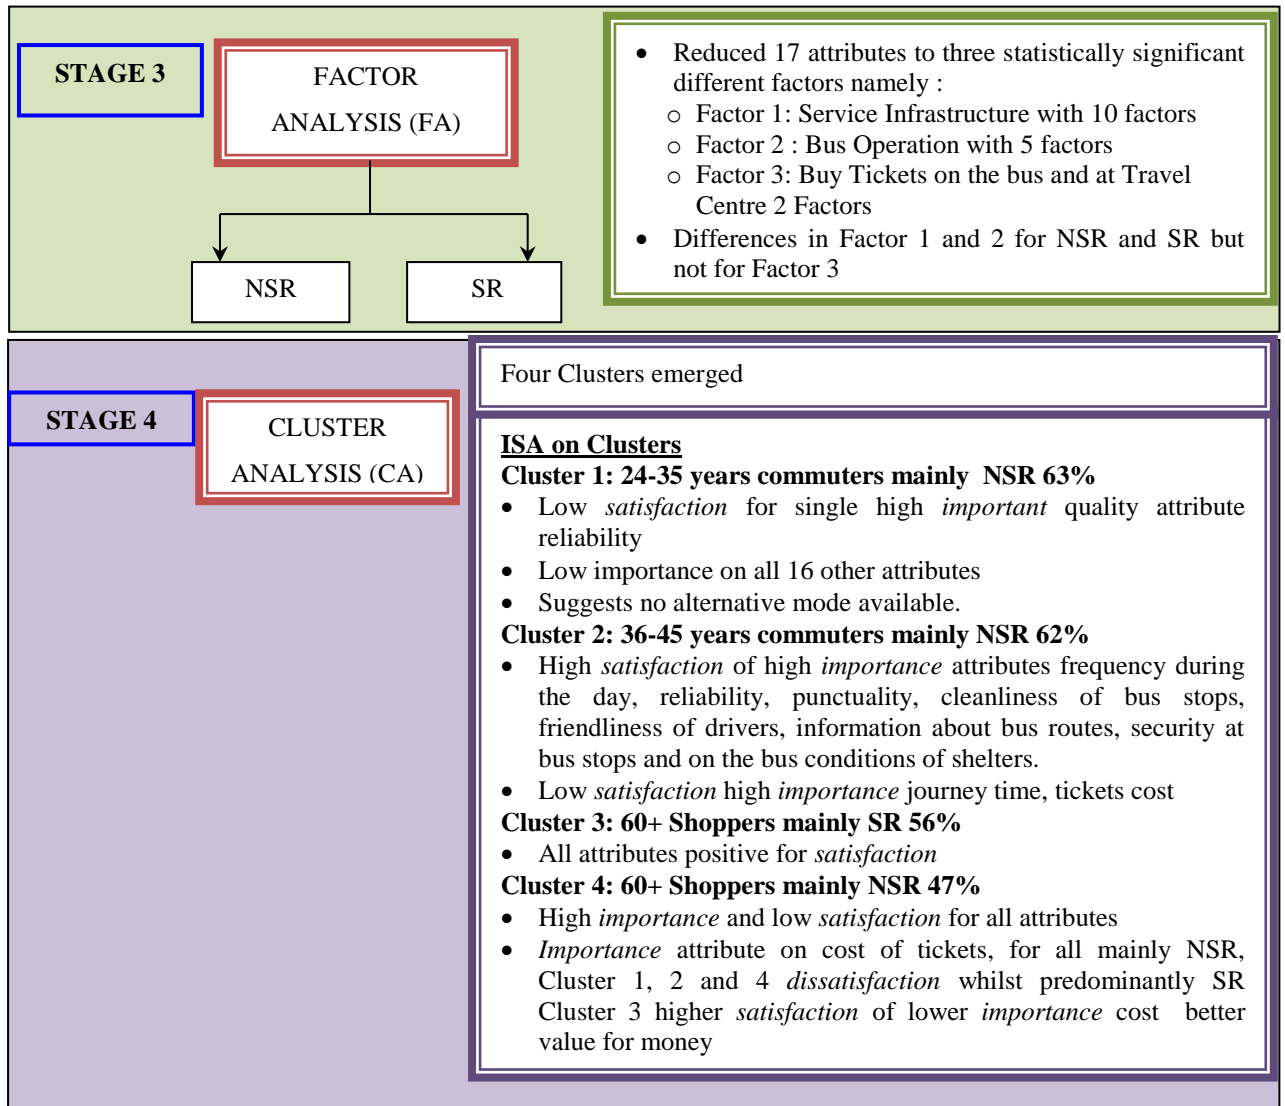 STAGE 3
FACTOR
ANALYSIS (FA)
NSR
SR
• Reduced 17 attributes to three statistically significant
different factors namely :
o Factor 1: Service Infrastructure with 10 factors
o Factor 2 : Bus Operation with 5 factors
o Factor 3: Buy Tickets on the bus and at Travel
Centre 2 Factors
• Differences in Factor 1 and 2 for NSR and SR but
not for Factor 3
STAGE 4
CLUSTER
ANALYSIS (CA)
Four Clusters emerged
ISA on Clusters
Cluster 1: 24-35 years commuters mainly NSR 63%
• Low satisfaction for single high important quality attribute
reliability
• Low importance on all 16 other attributes
• Suggests no alternative mode available.
Cluster 2: 36-45 years commuters mainly NSR 62%
• High satisfaction of high importance attributes frequency during
the day, reliability, punctuality, cleanliness of bus stops,
friendliness of drivers, information about bus routes, security at
bus stops and on the bus conditions of shelters.
• Low satisfaction high importance journey time, tickets cost
Cluster 3: 60+ Shoppers mainly SR 56%
• All attributes positive for satisfaction
Cluster 4: 60+ Shoppers mainly NSR 47%
• High importance and low satisfaction for all attributes
• Importance attribute on cost of tickets, for all mainly NSR,
Cluster 1, 2 and 4 dissatisfaction whilst predominantly SR
Cluster 3 higher satisfaction of lower importance cost better
value for money